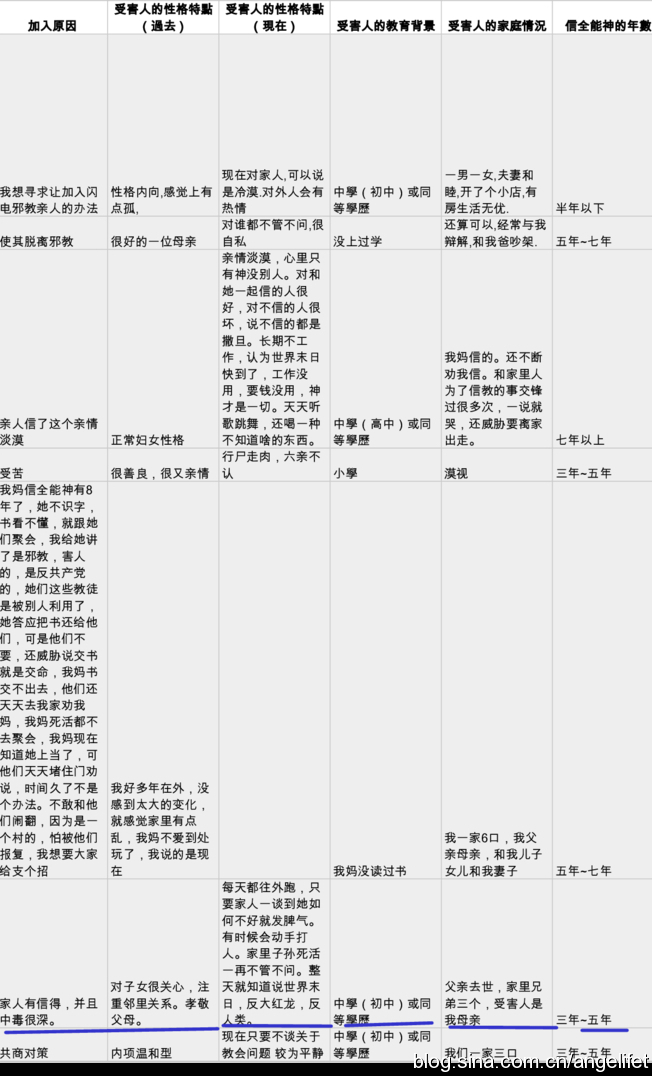 加入原因
受害人的性格特點
（過去）
受害人的性格特點
（現在）
受害人的教育背景
受害人的家庭情況
信全能神的年數
我想寻求让加入闪
电邪教亲人的办法
性格内向,感觉上有
点孤,
现在对家人,可以说
是冷漠.对外人会有
热情
中學（初中）或同
等學歷
一男一女,夫妻和
睦,开了个小店,有
房生活无优.
半年以下
使其脱离邪教
很好的一位母亲
对谁都不管不问,很
自私
没上过学
还算可以,经常与我
辩解,和我爸吵架.
五年~七年
亲人信了这个亲情
淡漠
正常妇女性格
亲情淡漠，心里只
有神没别人。对和
她一起信的人很
好，对不信的人很
坏，说不信的都是
撒旦。长期不工
作，认为世界末日
快到了，工作没
用，要钱没用，神
才是一切。天天听
歌跳舞，还喝一种
不知道啥的东西。
中學（高中）或同
等學歷
我妈信的。还不断
劝我信。和家里人
为了信教的事交锋
过很多次，一说就
哭，还威胁要离家
出走。
七年以上
受苦
很善良，很又亲情
行尸走肉，六亲不
认
小學
漠视
三年~五年
我妈信全能神有8
年了，她不识字，
书看不懂，就跟她
们聚会，我给她讲
了是邪教，害人
的，是反共产党
的，她们这些教徒
是被别人利用了，
她答应把书还给他
们，可是他们不
要，还威胁说交书
就是交命，我妈书
交不出去，他们还
天天去我家劝我
妈，我妈死活都不
去聚会，我妈现在
知道她上当了，可
他们天天堵住门劝
说，时间久了不是
个办法。不敢和他
们闹翻，因为是一
个村的，怕被他们
报复，我想要大家
给支个招
我好多年在外，没
感到太大的变化，
就感觉家里有点
乱，我妈不爱到处
玩了，我说的是现
在
我妈没读过书
我一家6口，我父
亲母亲，和我儿子
女儿和我妻子
五年~七年
家人有信得，并且
中毒很深。
对子女很关心，注
重邻里关系。孝敬
父母。
每天都往外跑，只
要家人一谈到她如
何不好就发脾气。
有时候会动手打
人。家里子孙死活
一再不管不问。整
天就知道说世界末
日，反大红龙，反
人类。
中學（初中）或同
等學歷
父亲去世，家里兄
弟三个，受害人是
我母亲
三年~五年
共商对策
内项温和型
现在只要不谈关于
教会问题 较为平静
中學（初中）或同
等學歷
我们一家三口
三年~五年
blog.sina.com.cn/angelifet